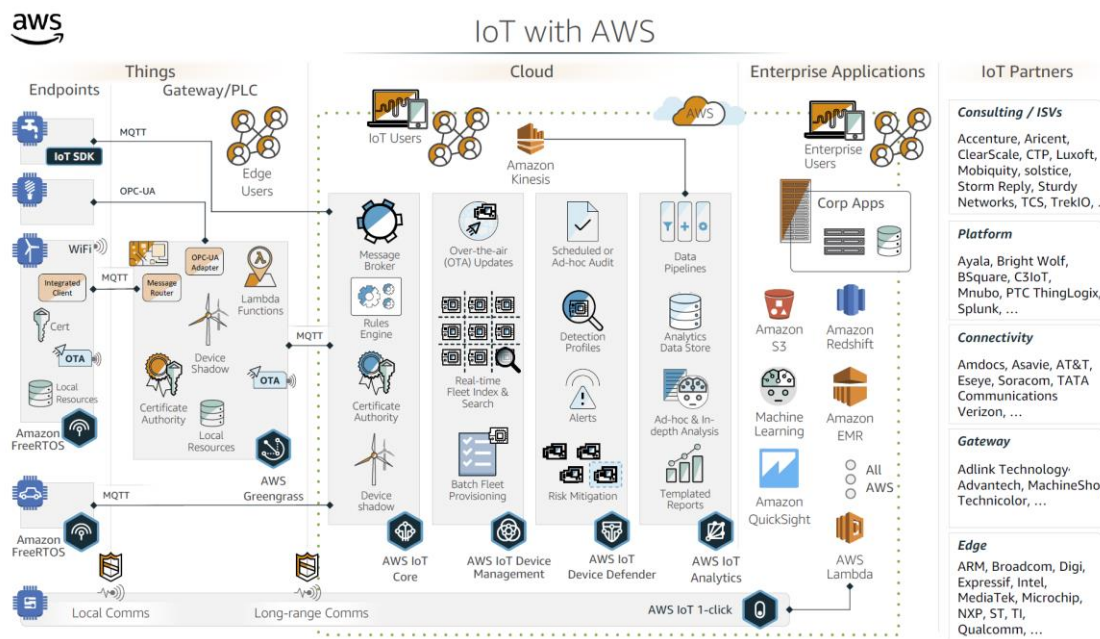 aws
IoT with AWS
Things
Endpoints
Gateway/PLC
MQTT
IoT SDK
Edge
Users
OPC-UA
WiFi
OPC-UA
Adapter
Integrated
Client
MQTT
Message
Router
Lambda
Functions
Cert
OTA
Device
Shadow
MQTT
OTA
Local
Resources
Certificate
Authority
Local
Resources
Amazon
FreeRTOS
AWS
Greengrass
MQTT
Amazon
FreeRTOS
Local Comms
Long-range Comms
Cloud
IoT Users
Amazon
Kinesis
AWS
Message
Broker
Rules
Engine
Certificate
Authority
Device
shadow
AWS IoT
Core
Over-the-air
(OTA) Updates
Real-time
Fleet Index &
Search
Batch Fleet
Provisioning
AWS IoT Device
Management
Scheduled or
Ad-hoc Audit
Detection
Profiles
Alerts
Risk Mitigation
AWS IoT
Device Defender
Data
Pipelines
Analytics
Data Store
Ad-hoc & In-
depth Analysis
Templated
Reports
AWS IoT
Analytics
AWS IoT 1-click
Enterprise Applications
Enterprise
Users
Corp Apps
Amazon
S3
Amazon
Redshift
Machine
Learning
Amazon
EMR
Amazon
QuickSight
All
AWS
AWS
Lambda
IoT Partners
Consulting / ISVs
Accenture, Aricent,
ClearScale, CTP, Luxoft,
Mobiquity, solstice,
Storm Reply, Sturdy
Networks, TCS, TrekIO, .
Platform
Ayala, Bright Wolf,
BSquare, C3IoT,
Mnubo, PTC ThingLogix,
Splunk, …
Connectivity
Amdocs, Asavie, AT&T,
Eseye, Soracom, TATA
Communications
Verizon, …
Gateway
Adlink Technology·
Advantech, MachineSho
Technicolor, …
Edge
ARM, Broadcom, Digi,
Expressif, Intel,
MediaTek, Microchip,
NXP, ST, TI,
Qualcomm, …